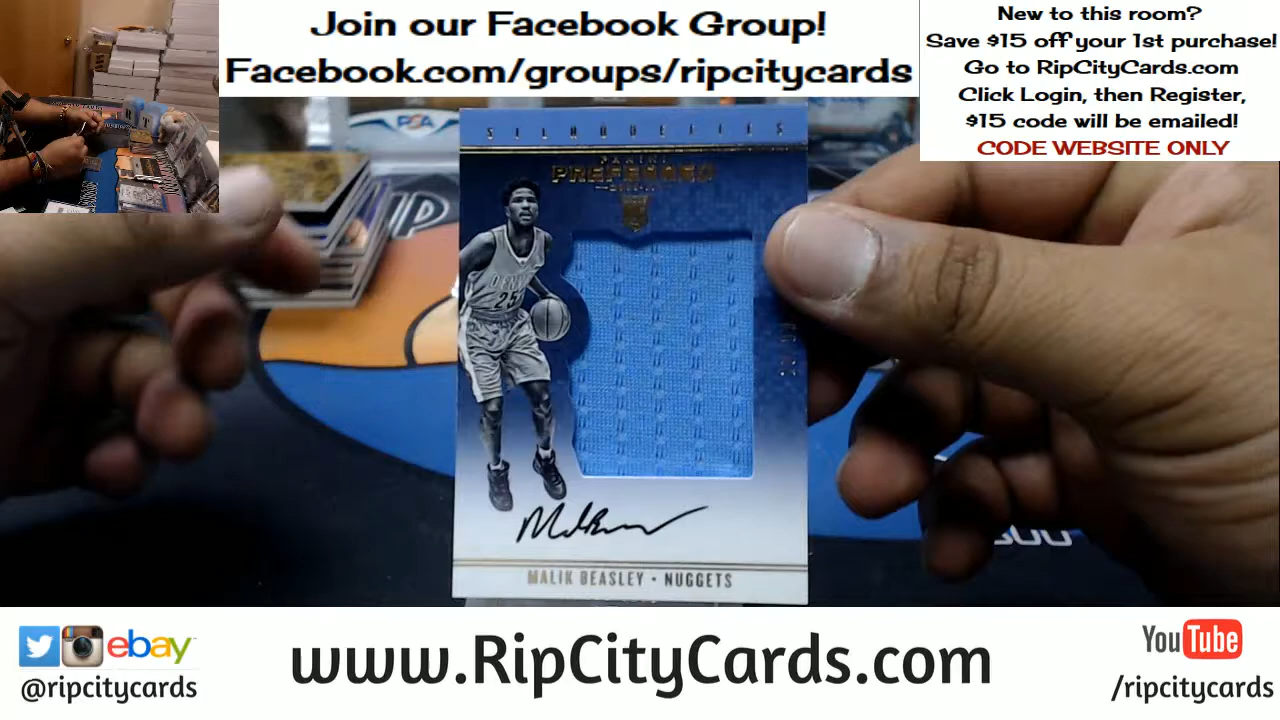 Join our Facebook Group!
Facebook.com/groups/ripcitycards
New to this room?
Save $15 off your 1st purchase!
Go to RipCityCards.com
Click Login, then Register,
$15 code will be emailed!
CODE WEBSITE ONLY
PSA
SILHOUETTES
PANINI
PREFERRED
DENVER
25
MALIK BEASLEY • NUGGETS
ebay
@ripcitycards
www.RipCityCards.com
YouTube
/ripcitycards